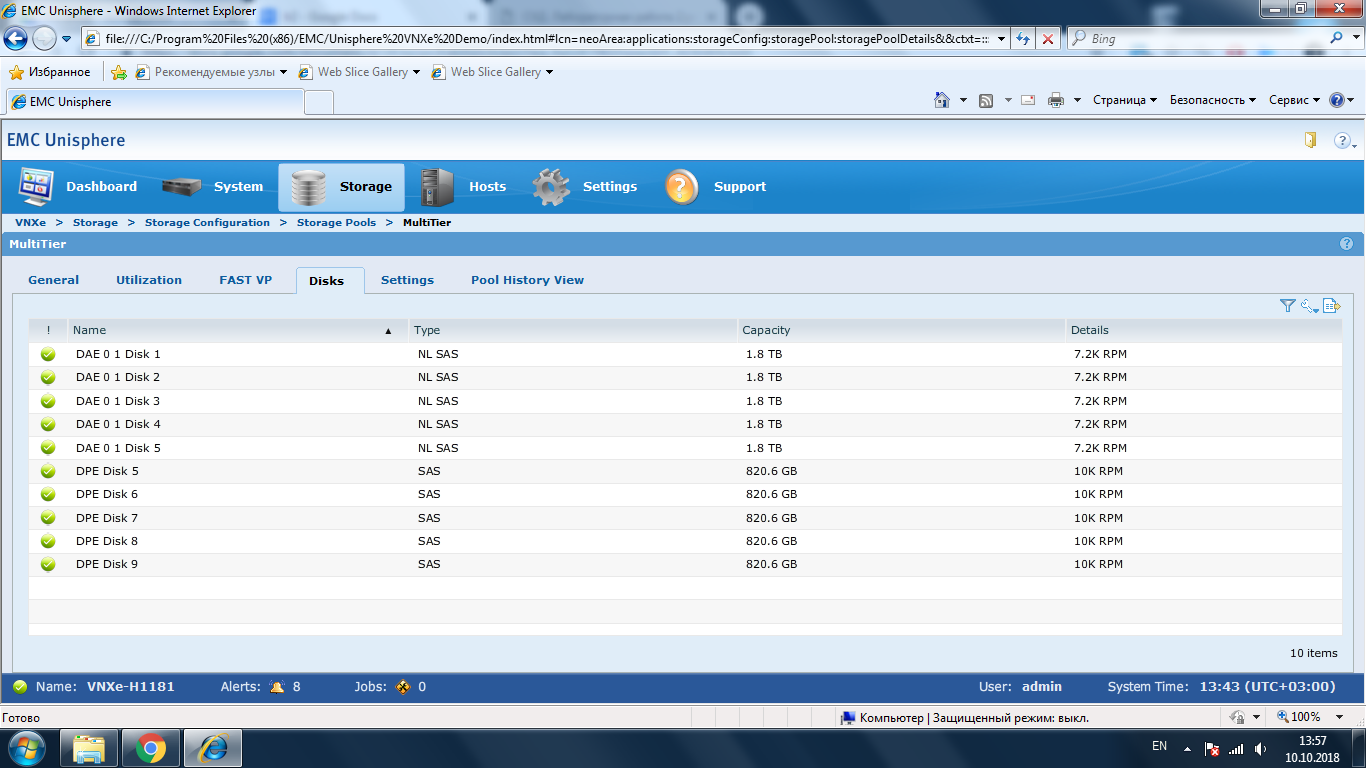 EMC Unisphere - Windows Internet Explorer
file:///C:/Program%20Files%20(x86)/EMC/Unisphere%20VNXe%20Demo/index.html#lcn=neoArea:applications:storageConfig:storagePool:storagePoolDetails&&ctxt=:::
Bing
Избранное Рекомендуемые узлы Web Slice Gallery Web Slice Gallery
EMC Unisphere Страница Безопасность Сервис
EMC Unisphere
Dashboard System Storage Hosts Settings Support
VNXe > Storage > Storage Configuration > Storage Pools > MultiTier
MultiTier
General Utilization FAST VP Disks Settings Pool History View
! Name Type Capacity Details
DAE 0 1 Disk 1 NL SAS 1.8 TB 7.2K RPM
DAE 0 1 Disk 2 NL SAS 1.8 TB 7.2K RPM
DAE 0 1 Disk 3 NL SAS 1.8 TB 7.2K RPM
DAE 0 1 Disk 4 NL SAS 1.8 TB 7.2K RPM
DAE 0 1 Disk 5 NL SAS 1.8 TB 7.2K RPM
DPE Disk 5 SAS 820.6 GB 10K RPM
DPE Disk 6 SAS 820.6 GB 10K RPM
DPE Disk 7 SAS 820.6 GB 10K RPM
DPE Disk 8 SAS 820.6 GB 10K RPM
DPE Disk 9 SAS 820.6 GB 10K RPM
10 items
Name: VNXe-H1181 Alerts: 8 Jobs: 0 User: admin System Time: 13:43 (UTC+03:00)
Готово Компьютер | Защищенный режим: выкл. 100%
EN 13:57
10.10.2018